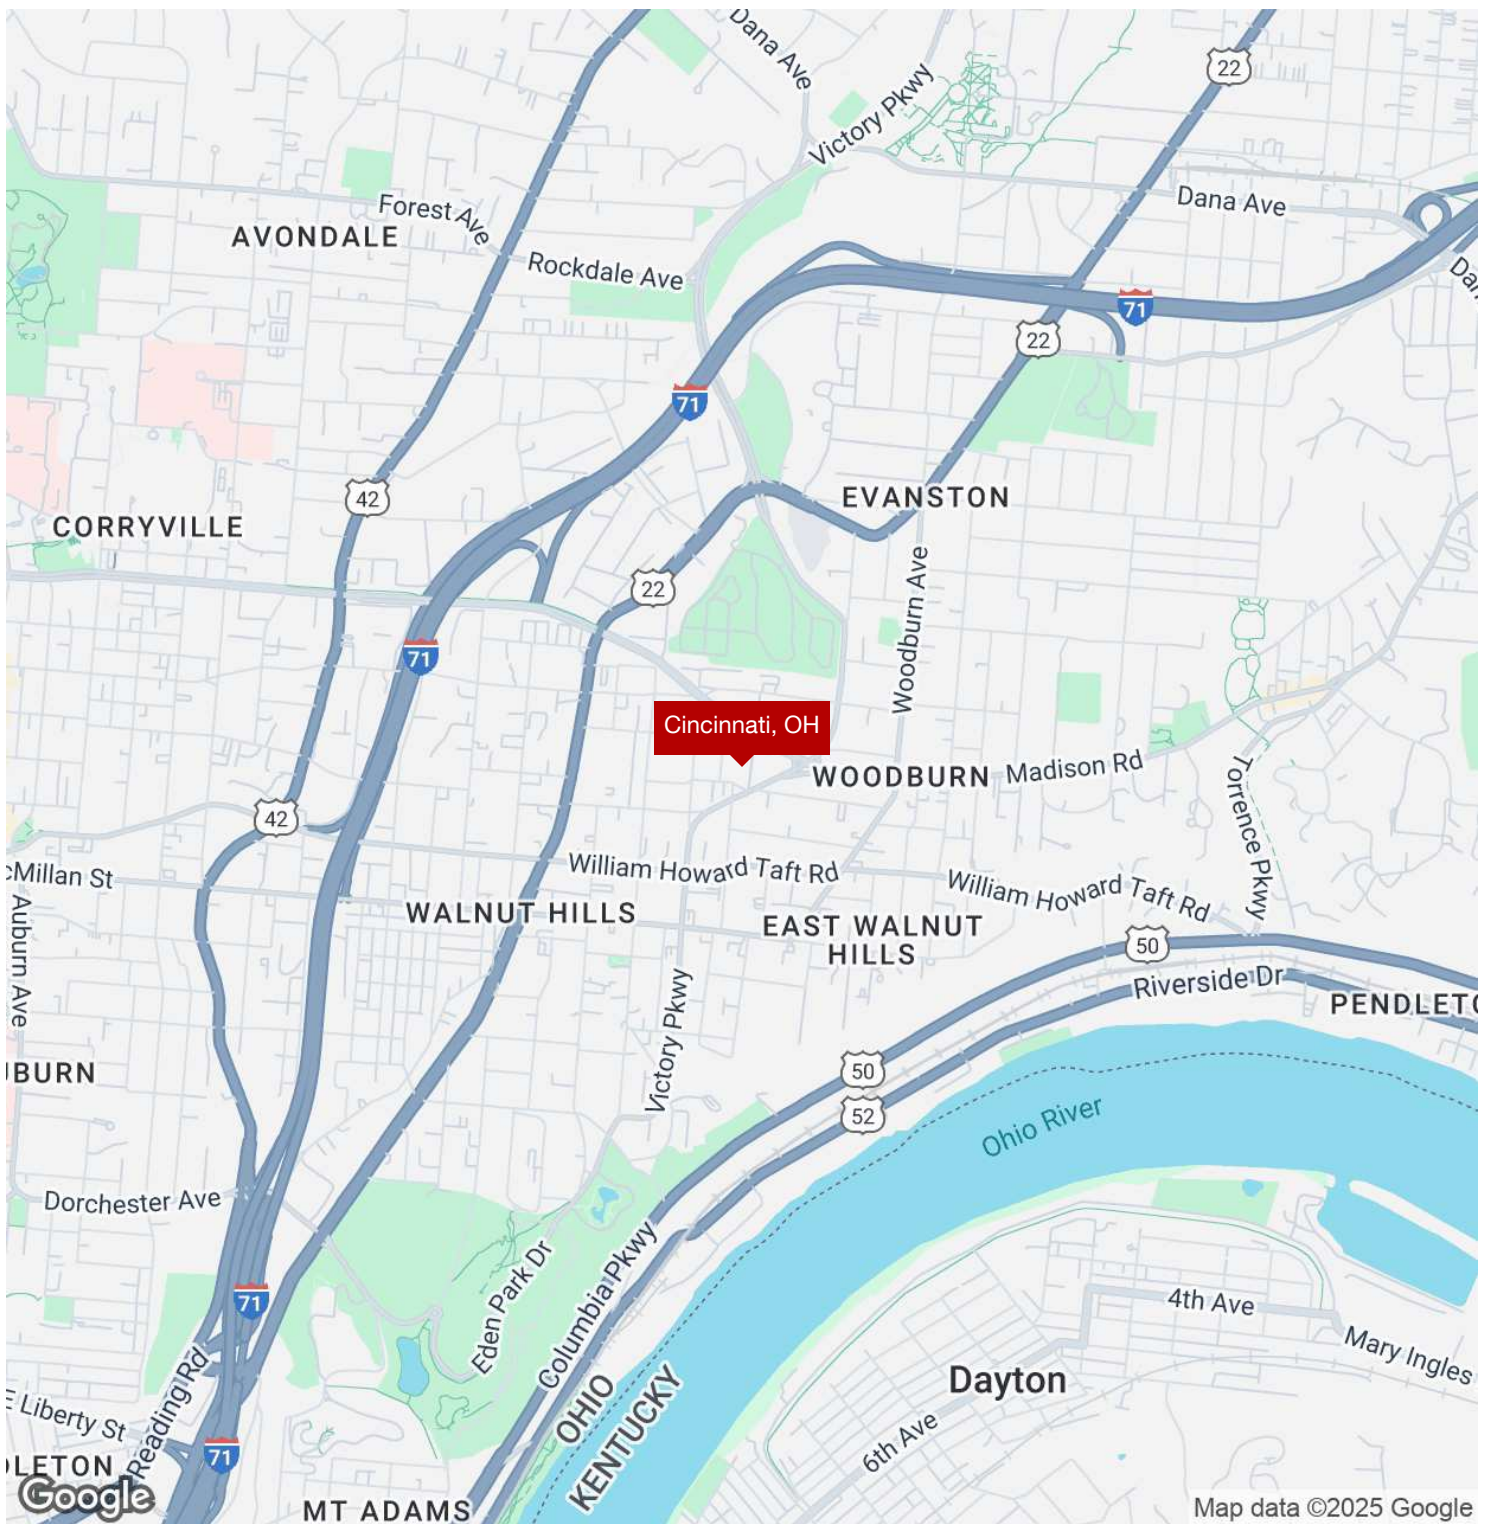 Dana Ave
22
Victory Pkwy
Dana Ave
Forest Ave
AVONDALE
Rockdale Ave
Dan
71
22
71
42
EVANSTON
CORRYVILLE
22
Woodburn Ave
71
Cincinnati, OH
WOODBURN
Madison Rd
Torrence Pkwy
42
William Howard Taft Rd
cMillan St
William Howard Taft Rd
WALNUT HILLS
EAST WALNUT
HILLS
Auburn Ave
50
Riverside Dr
PENDLETO
Victory Pkwy
50
BURN
52
Ohio River
Dorchester Ave
71
Eden Park Dr
Columbia Pkwy
4th Ave
Mary Ingles
Reading Rd
Dayton
OHIO
KENTUCKY
E Liberty St
6th Ave
71
DLETON
Google
MT ADAMS
Map data ©2025 Google